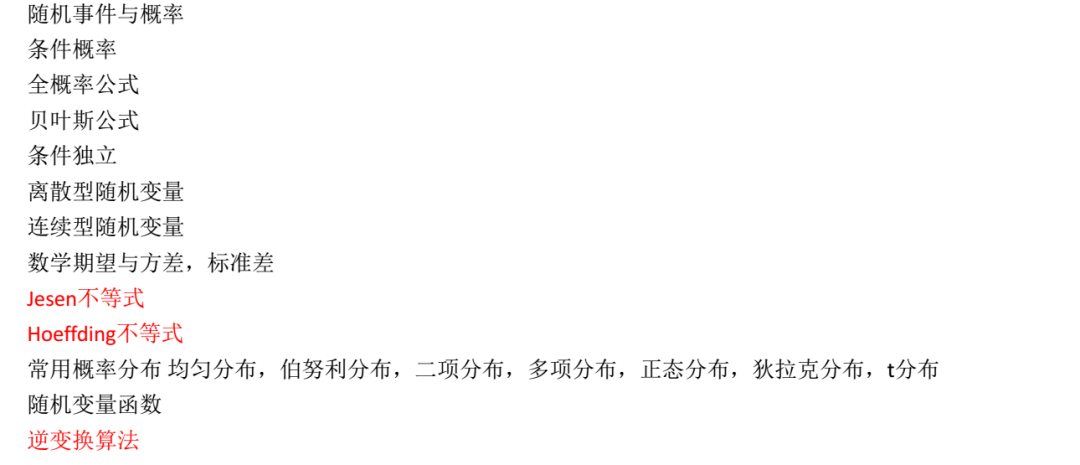 随机事件与概率
条件概率
全概率公式
贝叶斯公式
条件独立
离散型随机变量
连续型随机变量
数学期望与方差，标准差
Jesen不等式
Hoeffding不等式
常用概率分布 均匀分布，伯努利分布，二项分布，多项分布，正态分布，狄拉克分布，t分布
随机变量函数
逆变换算法